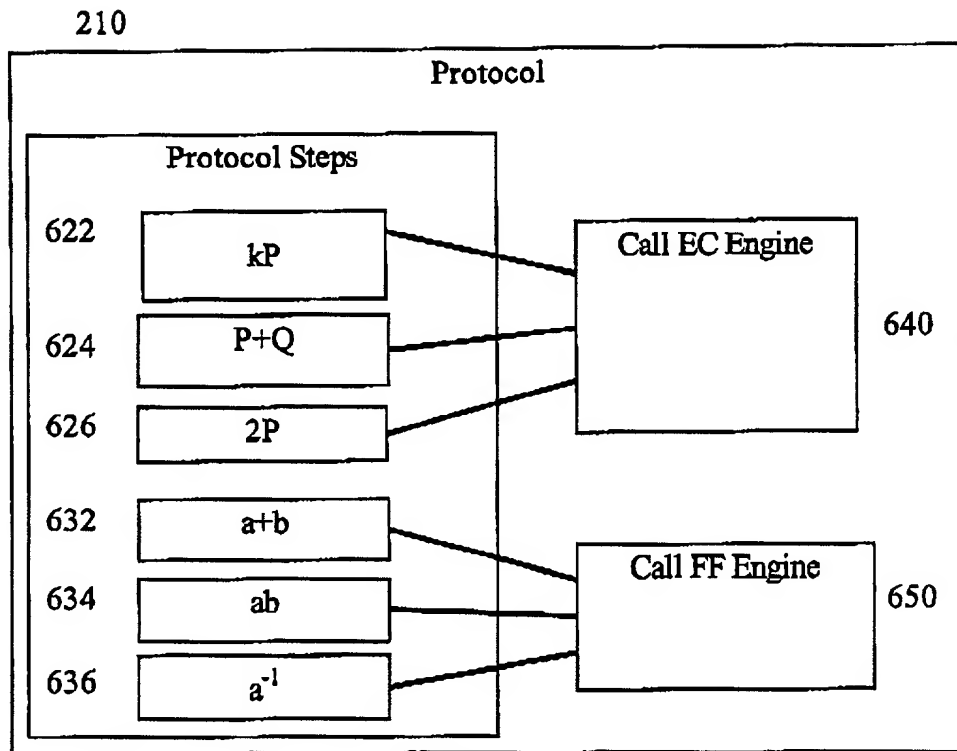 210
Protocol
Protocol Steps
622
kP
Call EC Engine
624
P+Q
640
626
2P
632
a+b
Call FF Engine
634
ab
650
636
a⁻¹